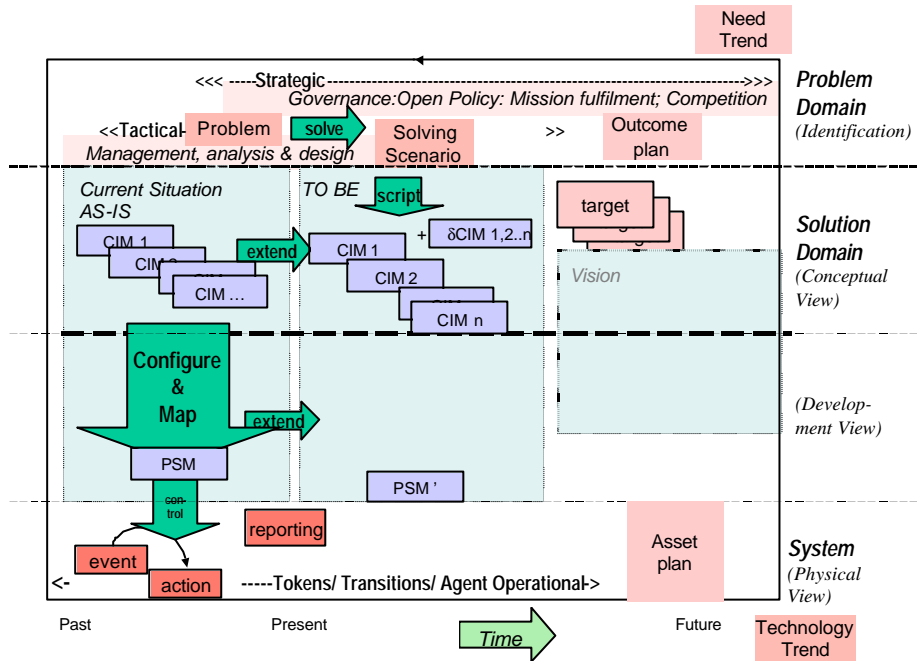 Need
Trend
<<< -----Strategic ----------------------------------------------------------->>>
Governance:Open Policy: Mission fulfilment; Competition
Problem
Domain
(Identification)
<<Tactical-
Problem
solve
Solving
Scenario
>>
Outcome
plan
Management, analysis & design
Current Situation
AS-IS
TO BE
script
target
CIM 1
extend
CIM 1
+
δCIM 1,2..n
CIM 2
CIM …
CIM n
Vision
Solution
Domain
(Conceptual
View)
Configure
&
Map
extend
PSM
PSM '
(Develop-
ment View)
con-
trol
reporting
event
action
Asset
plan
<-
-----Tokens/ Transitions/ Agent Operational->
System
(Physical
View)
Past
Present
Time
Future
Technology
Trend